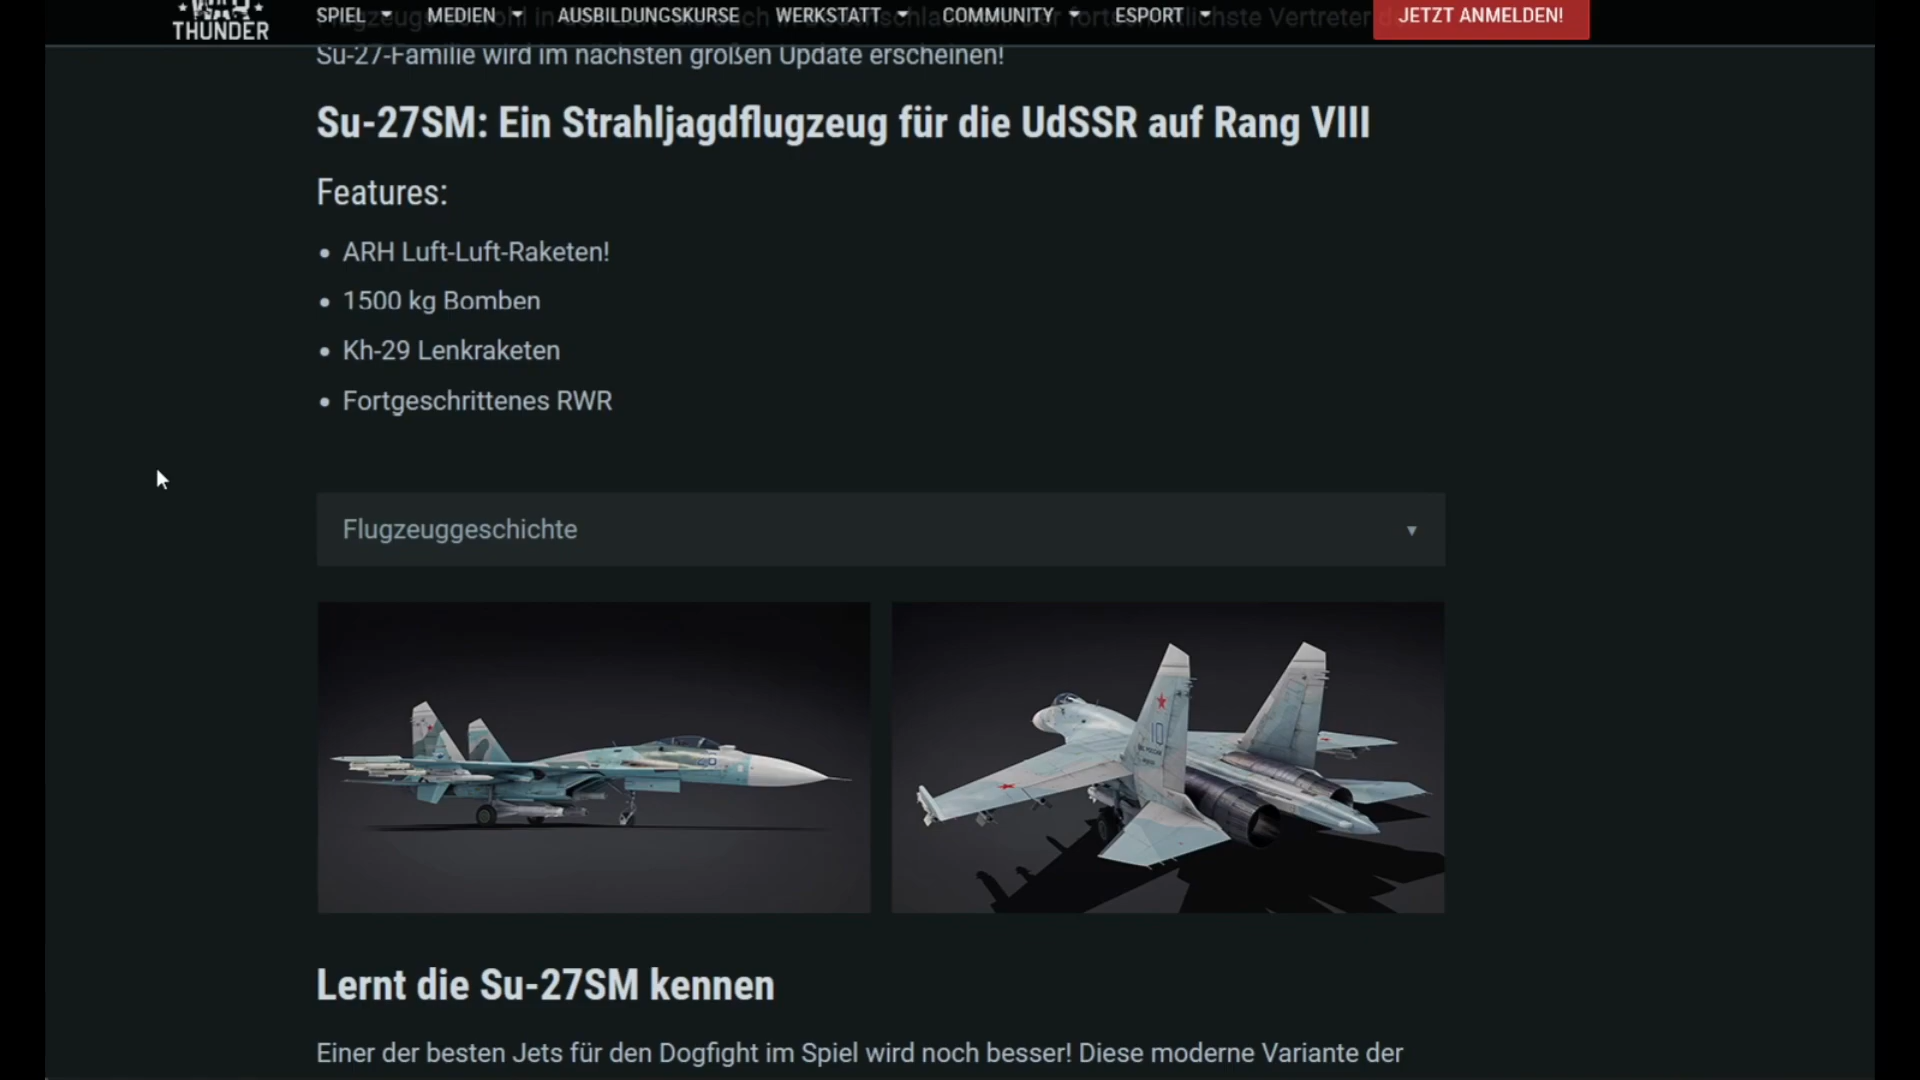 WAR
THUNDER
SPIEL MEDIEN AUSBILDUNGSKURSE WERKSTATT COMMUNITY ESPORT JETZT ANMELDEN!
Vertreter
Su-27-Familie wird im nächsten großen Update erscheinen!
Su-27SM: Ein Strahljagdflugzeug für die UdSSR auf Rang VIII
Features:
• ARH Luft-Luft-Raketen!
• 1500 kg Bomben
• Kh-29 Lenkraketen
• Fortgeschrittenes RWR
Flugzeuggeschichte
10
Lernt die Su-27SM kennen
Einer der besten Jets für den Dogfight im Spiel wird noch besser! Diese moderne Variante der